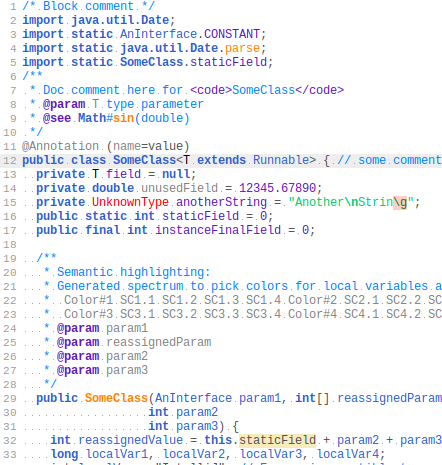 1 /* Block comment */
2 import java.util.Date;
3 import static AnInterface.CONSTANT;
4 import static java.util.Date.parse;
5 import static SomeClass.staticField;
6 /**
7  * Doc comment here for <code>SomeClass</code>
8  * @param T type parameter
9  * @see Math#sin(double)
10  */
11 @Annotation (name=value)
12 public class SomeClass<T extends Runnable> { // some comment
13   private T field = null;
14   private double unusedField = 12345.67890;
15   private UnknownType anotherString = "Another\nStrin\g";
16   public static int staticField = 0;
17   public final int instanceFinalField = 0;
18
19   /**
20    * Semantic highlighting:
21    * Generated spectrum to pick colors for local variables a
22    *  Color#1 SC1.1 SC1.2 SC1.3 SC1.4 Color#2 SC2.1 SC2.2 SC
23    *  Color#3 SC3.1 SC3.2 SC3.3 SC3.4 Color#4 SC4.1 SC4.2 SC
24    * @param param1
25    * @param reassignedParam
26    * @param param2
27    * @param param3
28    */
29   public SomeClass(AnInterface param1, int[] reassignedParam
30                   int param2
31                   int param3) {
32     int reassignedValue = this.staticField + param2 + param3
33     long localVar1, localVar2, localVar3, localVar4;